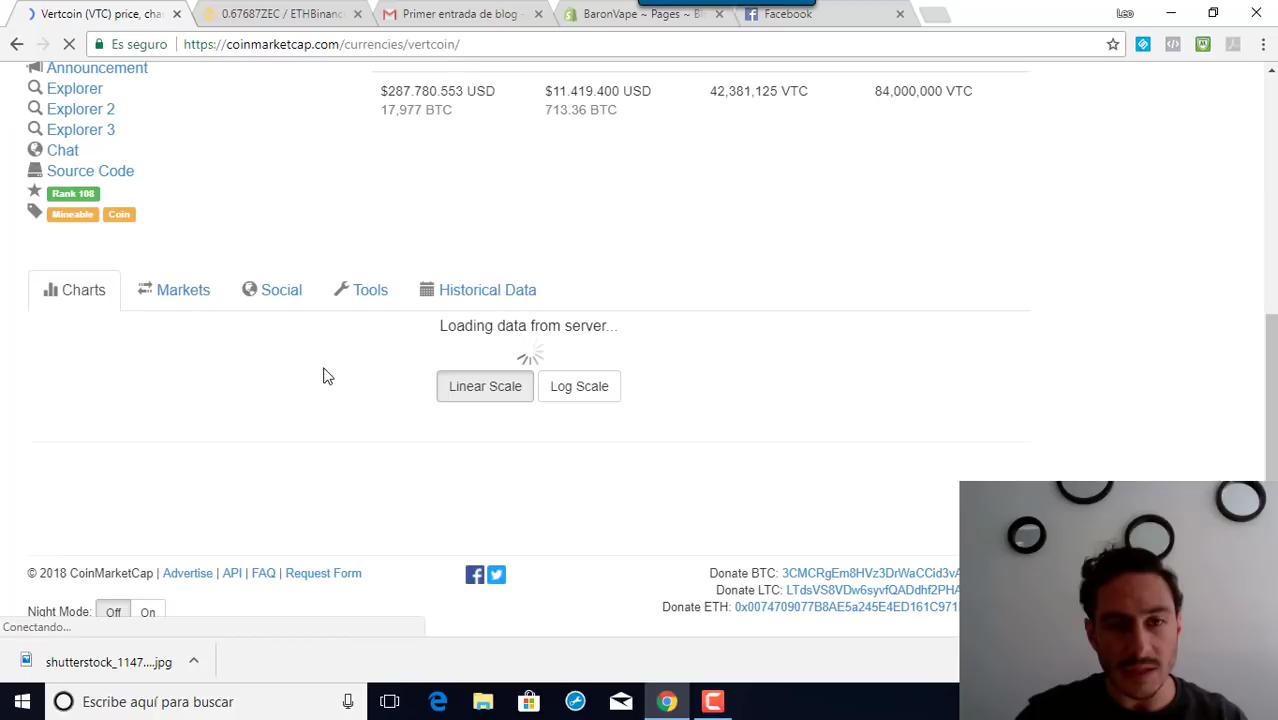 Vertcoin (VTC) price, cha
0.67687ZEC / ETHBinanc
Primer entrada de blog -
BaronVape ~ Pages ~ Bl
Facebook
Leo
Es seguro
https://coinmarketcap.com/currencies/vertcoin/
Announcement
Explorer
Explorer 2
Explorer 3
Chat
Source Code
Rank 108
Mineable Coin
$287.780.553 USD $11.419.400 USD 42,381,125 VTC 84,000,000 VTC
17,977 BTC 713.36 BTC
Charts Markets Social Tools Historical Data
Loading data from server...
Linear Scale Log Scale
© 2018 CoinMarketCap | Advertise | API | FAQ | Request Form
Donate BTC: 3CMCRgEm8HVz3DrWaCCid3vA
Donate LTC: LTdsVS8VDw6syvfQADdhf2PHA
Donate ETH: 0x0074709077B8AE5a245E4ED161C971
Night Mode: Off On
Conectando...
shutterstock_1147....jpg
Escribe aquí para buscar